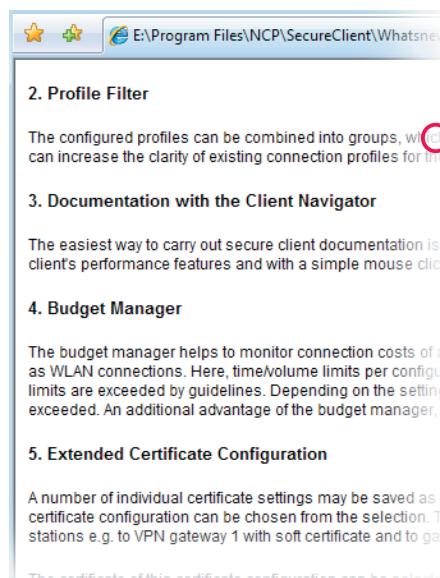 E:\Program Files\NCP\SecureClient\Whatsne
2. Profile Filter
The configured profiles can be combined into groups, which
can increase the clarity of existing connection profiles for the
3. Documentation with the Client Navigator
The easiest way to carry out secure client documentation is
client's performance features and with a simple mouse clic
4. Budget Manager
The budget manager helps to monitor connection costs of a
as WLAN connections. Here, time/volume limits per configu
limits are exceeded by guidelines. Depending on the setting
exceeded. An additional advantage of the budget manager,
5. Extended Certificate Configuration
A number of individual certificate settings may be saved as
certificate configuration can be chosen from the selection. T
stations e.g. to VPN gateway 1 with soft certificate and to ga